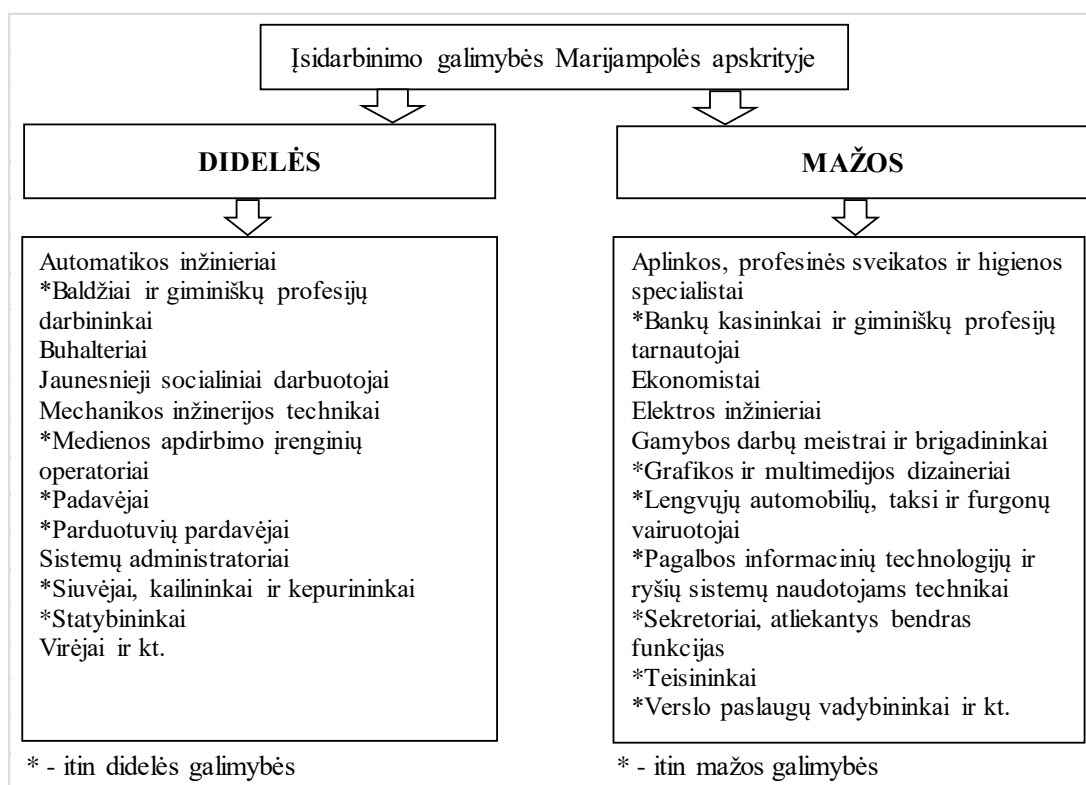 Įsidarbinimo galimybės Marijampolės apskrityje
DIDELĖS
Automatikos inžinieriai
*Baldžiai ir giminiškų profesijų
darbininkai
Buhalteriai
Jaunesnieji socialiniai darbuotojai
Mechanikos inžinerijos technikai
*Medienos apdirbimo įrenginių
operatoriai
*Padavėjai
*Parduotuvių pardavėjai
Sistemų administratoriai
*Siuvėjai, kailininkai ir kepurininkai
*Statybininkai
Virėjai ir kt.
* - itin didelės galimybės
MAŽOS
Aplinkos, profesinės sveikatos ir higienos
specialistai
*Bankų kasininkai ir giminiškų profesijų
tarnautojai
Ekonomistai
Elektros inžinieriai
Gamybos darbų meistrai ir brigadininkai
*Grafikos ir multimedijos dizaineriai
*Lengvųjų automobilių, taksi ir furgonų
vairuotojai
*Pagalbos informacinių technologijų ir
ryšių sistemų naudotojams technikai
*Sekretoriai, atliekantys bendras
funkcijas
*Teisininkai
*Verslo paslaugų vadybininkai ir kt.
* - itin mažos galimybės